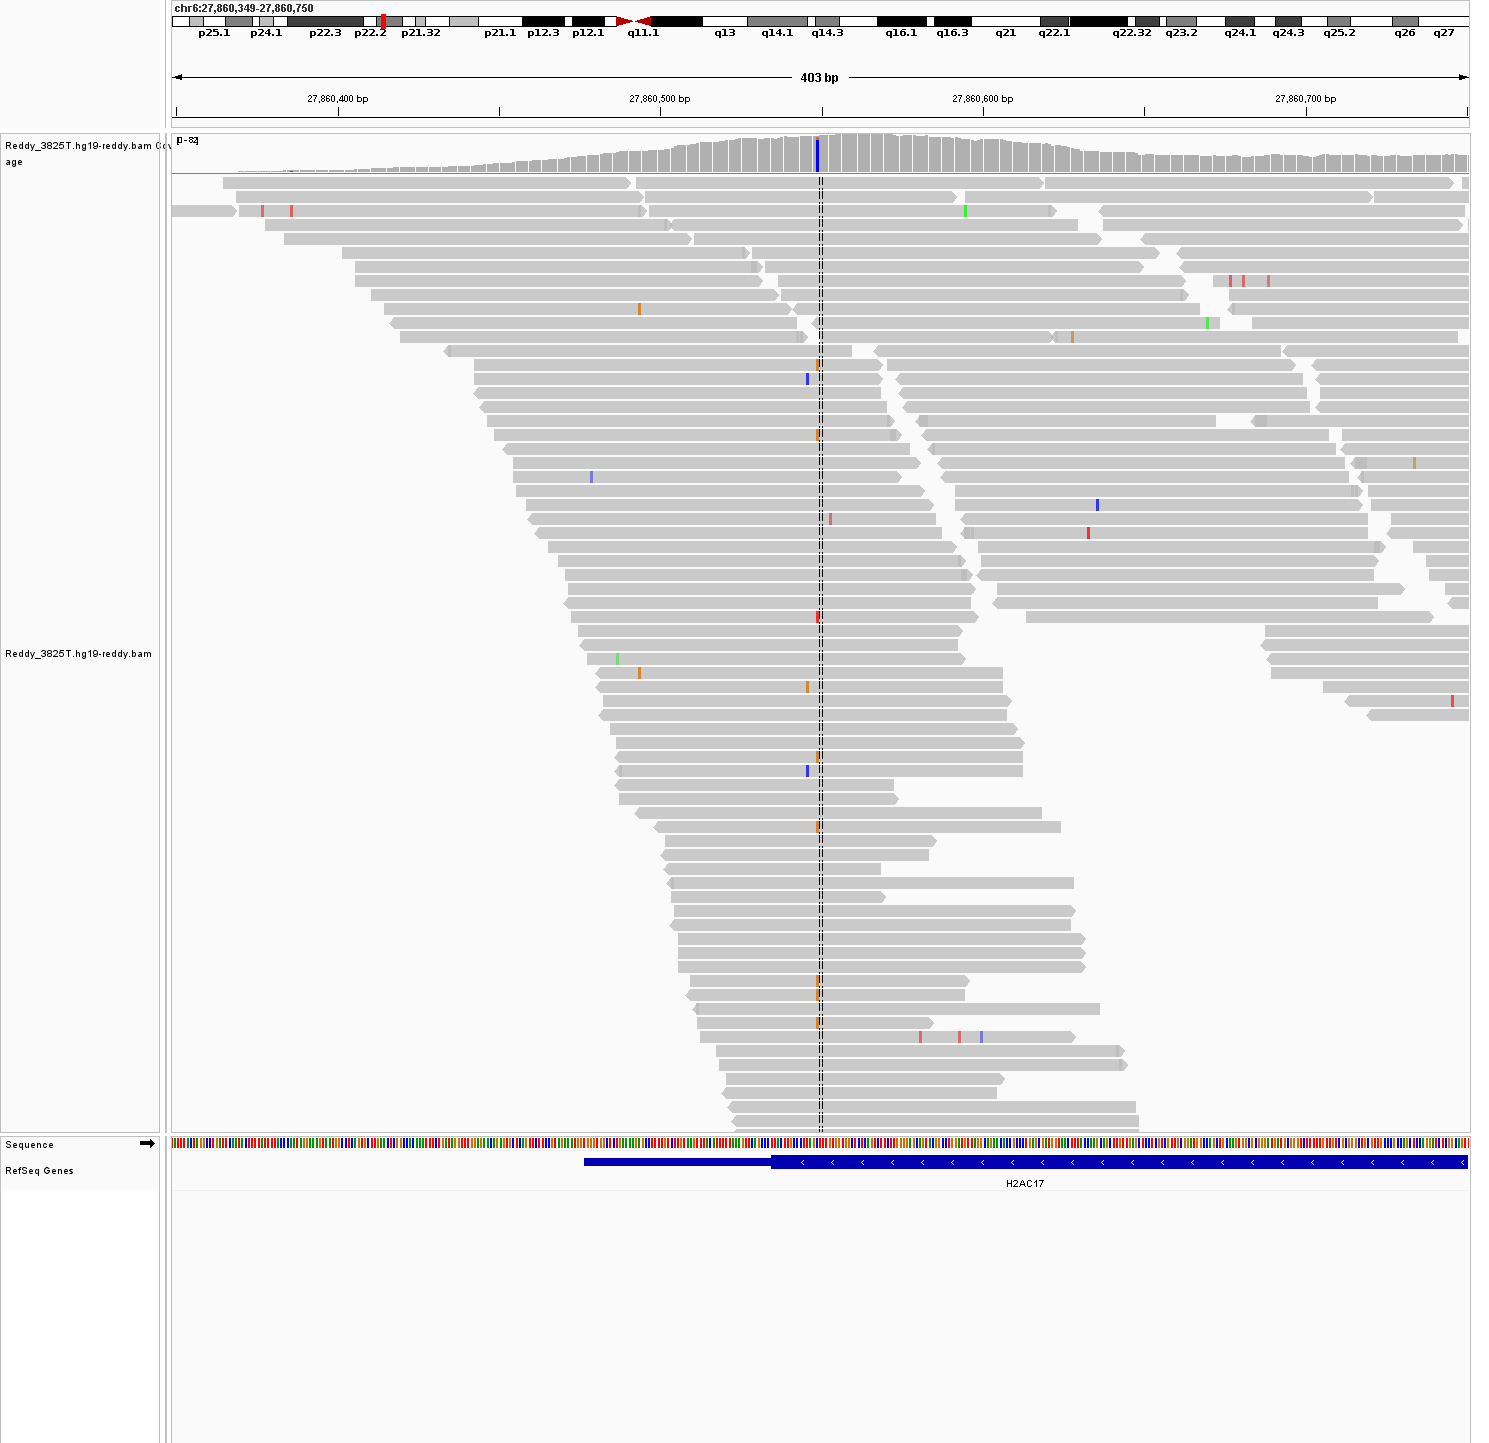 chr6:27,860,349-27,860,750
p25.1 p24.1 p22.3 p22.2 p21.32 p21.1 p12.3 p12.1 q11.1 q13 q14.1 q14.3 q16.1 q16.3 q21 q22.1 q22.32 q23.2 q24.1 q24.3 q25.2 q26 q27
403 bp
27,860,400 bp 27,860,500 bp 27,860,600 bp 27,860,700 bp
Reddy_3825T.hg19-reddy.bam Cov
age
[0-82]
Reddy_3825T.hg19-reddy.bam
Sequence
RefSeq Genes
H2AC17